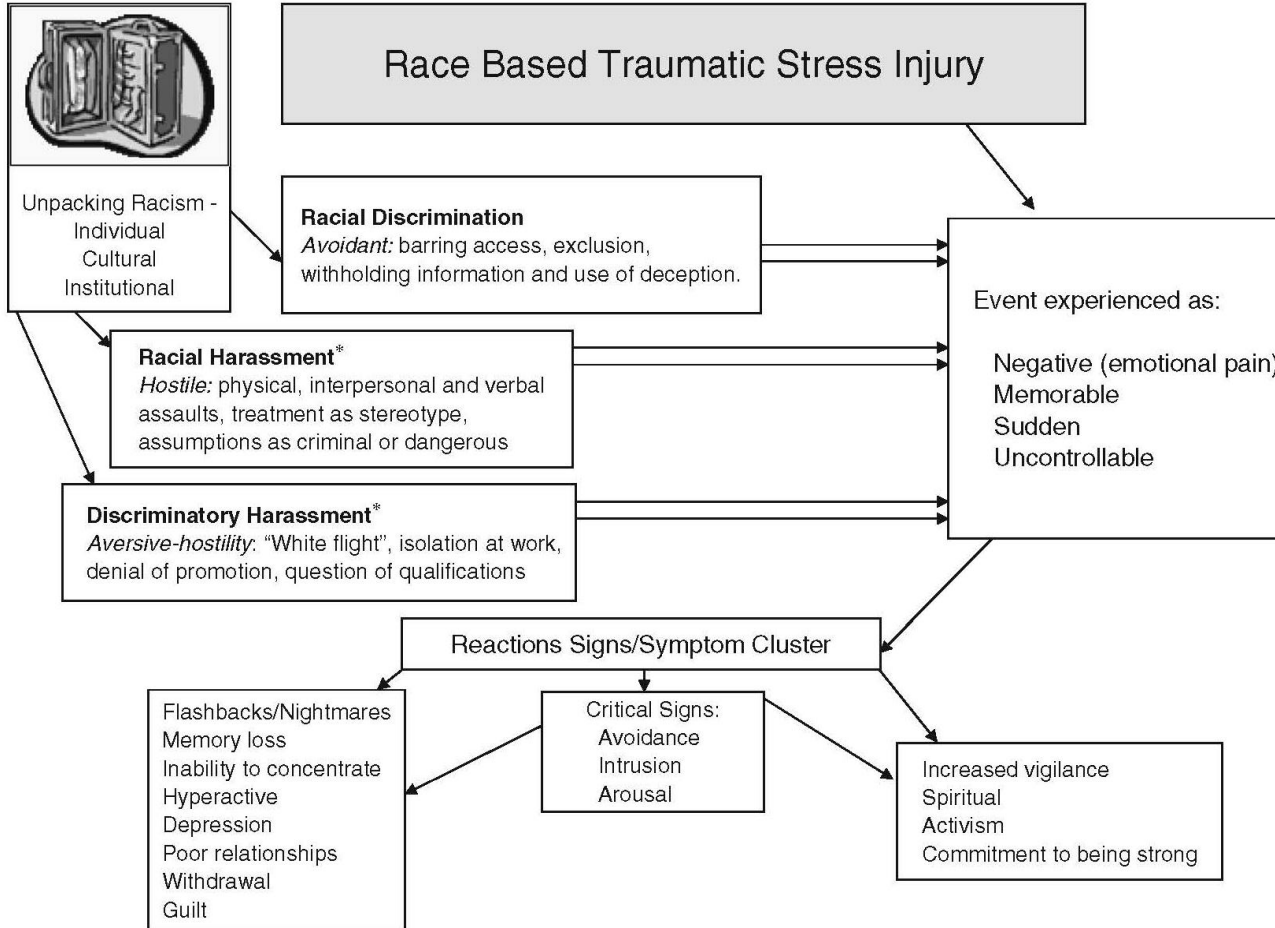 Race Based Traumatic Stress Injury
Unpacking Racism -
Individual
Cultural
Institutional
Racial Discrimination
Avoidant: barring access, exclusion,
withholding information and use of deception.
Racial Harassment*
Hostile: physical, interpersonal and verbal
assaults, treatment as stereotype,
assumptions as criminal or dangerous
Discriminatory Harassment*
Aversive-hostility: “White flight”, isolation at work,
denial of promotion, question of qualifications
Event experienced as:
Negative (emotional pain)
Memorable
Sudden
Uncontrollable
Reactions Signs/Symptom Cluster
Flashbacks/Nightmares
Memory loss
Inability to concentrate
Hyperactive
Depression
Poor relationships
Withdrawal
Guilt
Critical Signs:
Avoidance
Intrusion
Arousal
Increased vigilance
Spiritual
Activism
Commitment to being strong